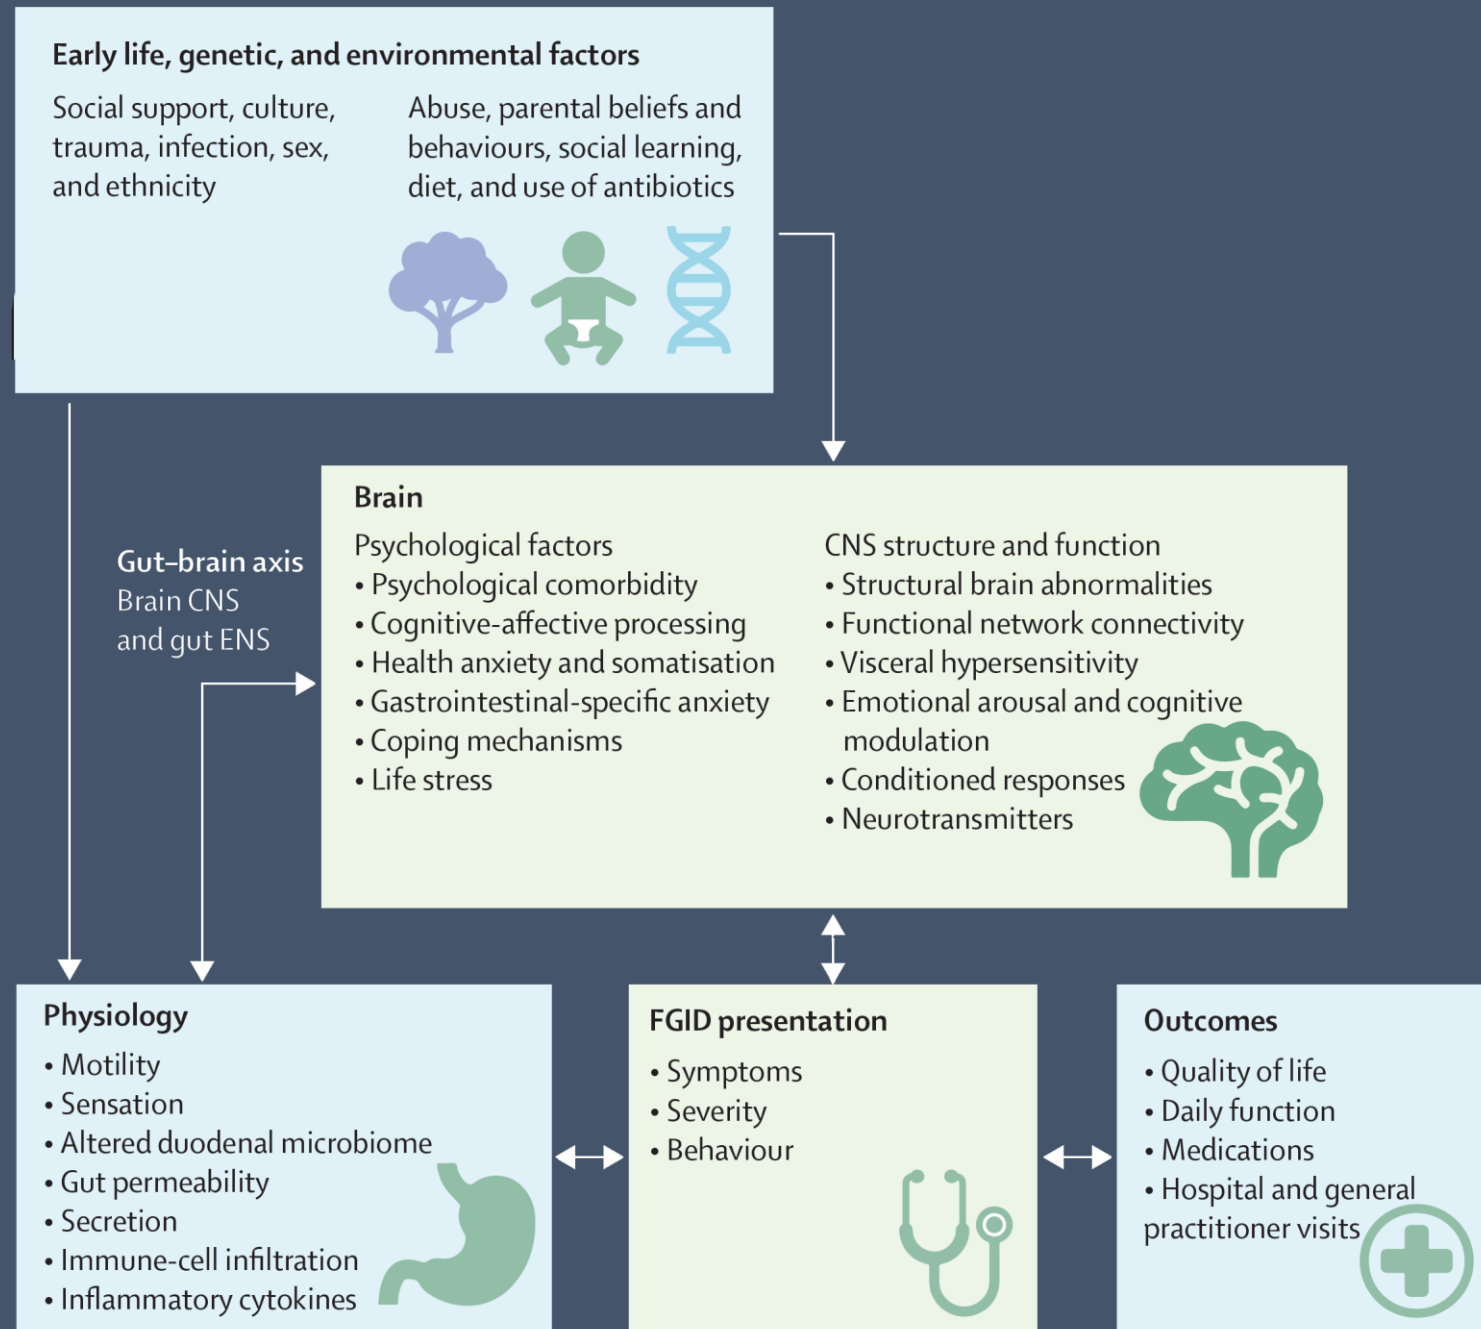 Early life, genetic, and environmental factors
Social support, culture,
trauma, infection, sex,
and ethnicity
Abuse, parental beliefs and
behaviours, social learning,
diet, and use of antibiotics
Gut–brain axis
Brain CNS
and gut ENS
Brain
Psychological factors
• Psychological comorbidity
• Cognitive-affective processing
• Health anxiety and somatisation
• Gastrointestinal-specific anxiety
• Coping mechanisms
• Life stress
CNS structure and function
• Structural brain abnormalities
• Functional network connectivity
• Visceral hypersensitivity
• Emotional arousal and cognitive
modulation
• Conditioned responses
• Neurotransmitters
Physiology
• Motility
• Sensation
• Altered duodenal microbiome
• Gut permeability
• Secretion
• Immune-cell infiltration
• Inflammatory cytokines
FGID presentation
• Symptoms
• Severity
• Behaviour
Outcomes
• Quality of life
• Daily function
• Medications
• Hospital and general
practitioner visits